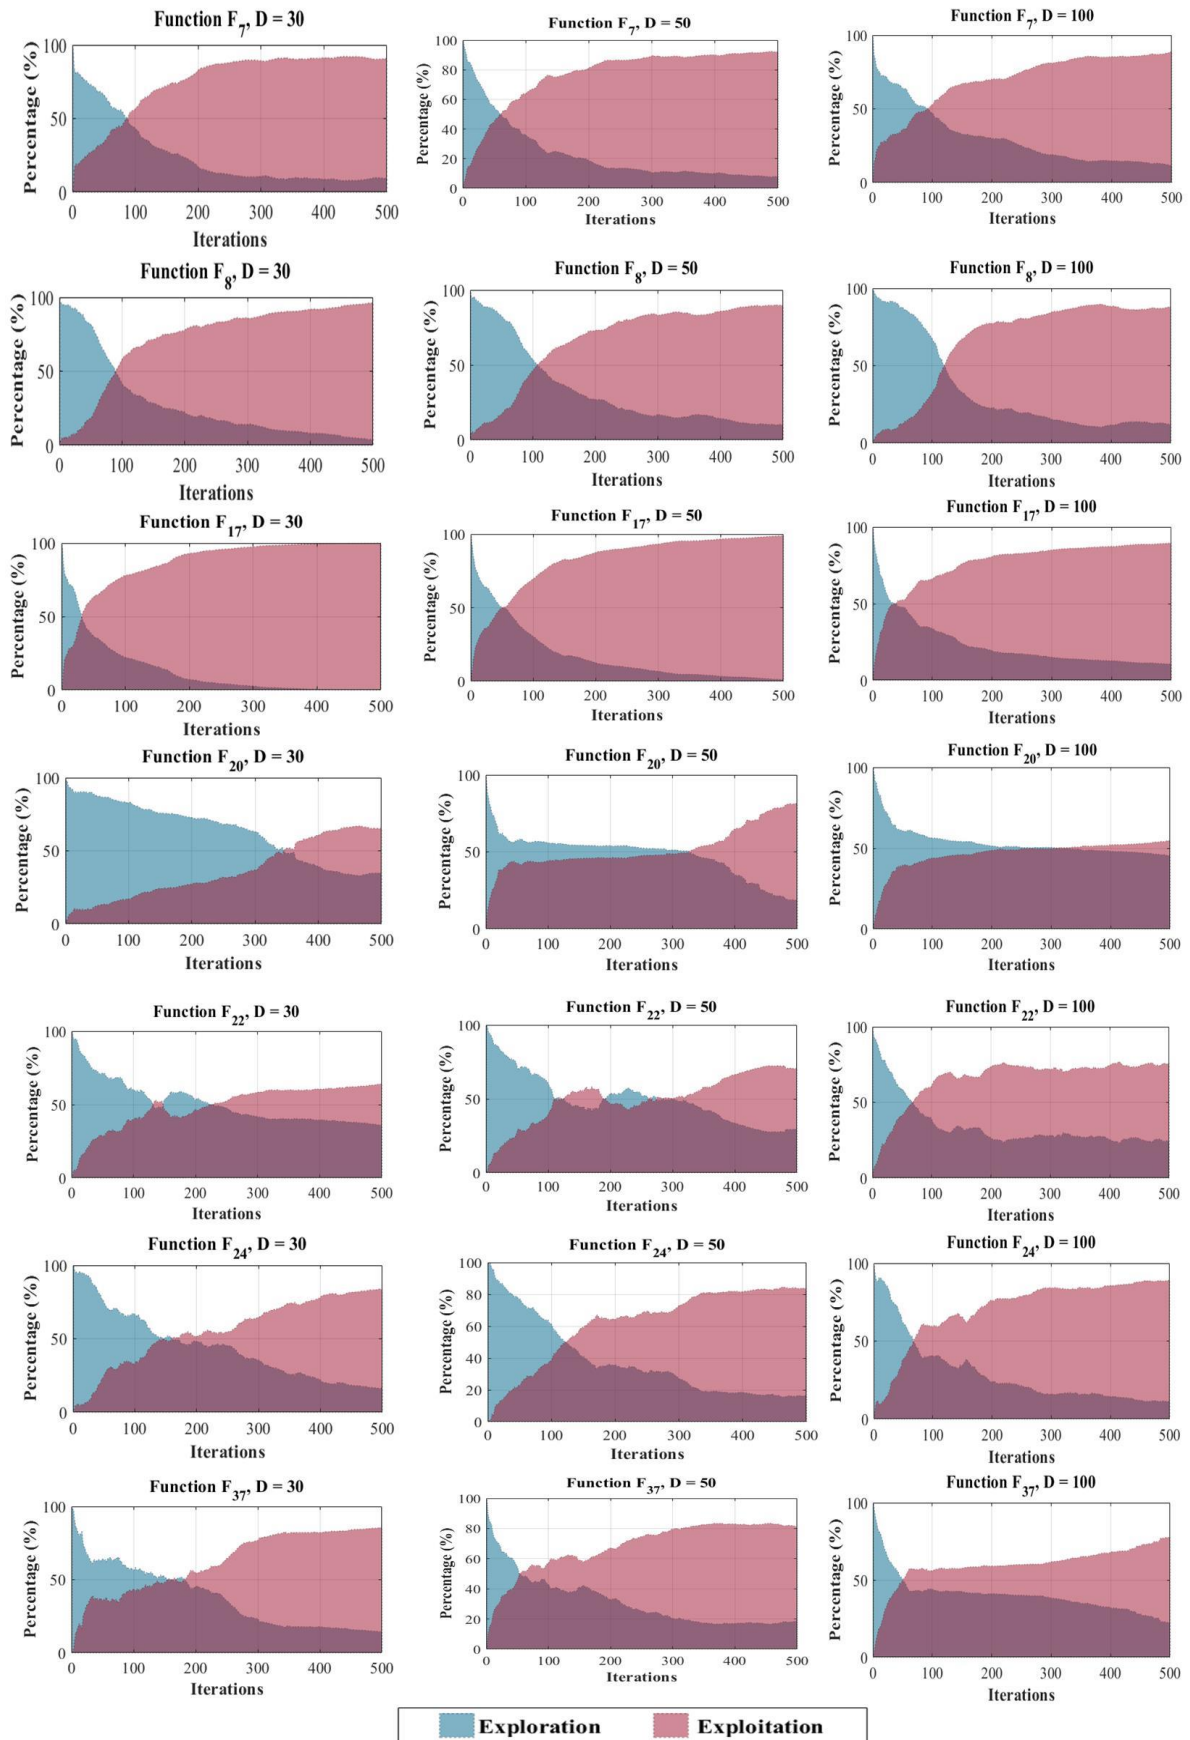 Function F7, D = 30
Percentage (%)
100
50
0
0 100 200 300 400 500
Iterations
Function F7, D = 50
Percentage (%)
100
80
60
40
20
0
0 100 200 300 400 500
Iterations
Function F7, D = 100
Percentage (%)
100
50
0
0 100 200 300 400 500
Iterations
Function F8, D = 30
Percentage (%)
100
50
0
0 100 200 300 400 500
Iterations
Function F8, D = 50
Percentage (%)
100
50
0
0 100 200 300 400 500
Iterations
Function F8, D = 100
Percentage (%)
100
50
0
0 100 200 300 400 500
Iterations
Function F17, D = 30
Percentage (%)
100
50
0
0 100 200 300 400 500
Iterations
Function F17, D = 50
Percentage (%)
100
50
0
0 100 200 300 400 500
Iterations
Function F17, D = 100
Percentage (%)
100
50
0
0 100 200 300 400 500
Iterations
Function F20, D = 30
Percentage (%)
100
50
0
0 100 200 300 400 500
Iterations
Function F20, D = 50
Percentage (%)
100
50
0
0 100 200 300 400 500
Iterations
Function F20, D = 100
Percentage (%)
100
50
0
0 100 200 300 400 500
Iterations
Function F22, D = 30
Percentage (%)
100
50
0
0 100 200 300 400 500
Iterations
Function F22, D = 50
Percentage (%)
100
50
0
0 100 200 300 400 500
Iterations
Function F22, D = 100
Percentage (%)
100
50
0
0 100 200 300 400 500
Iterations
Function F24, D = 30
Percentage (%)
100
50
0
0 100 200 300 400 500
Iterations
Function F24, D = 50
Percentage (%)
100
80
60
40
20
0
0 100 200 300 400 500
Iterations
Function F24, D = 100
Percentage (%)
100
50
0
0 100 200 300 400 500
Iterations
Function F37, D = 30
Percentage (%)
100
50
0
0 100 200 300 400 500
Iterations
Function F37, D = 50
Percentage (%)
100
80
60
40
20
0
0 100 200 300 400 500
Iterations
Function F37, D = 100
Percentage (%)
100
50
0
0 100 200 300 400 500
Iterations
Exploration Exploitation